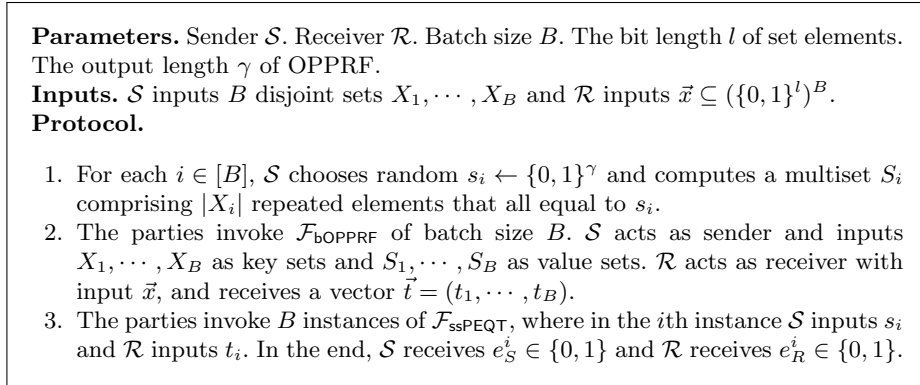 Parameters. Sender 𝒮. Receiver ℛ. Batch size B. The bit length l of set elements.
The output length γ of OPPRF.
Inputs. 𝒮 inputs B disjoint sets X₁, ⋯ , X_B and ℛ inputs x⃗ ⊆ ({0, 1}^l)^B.
Protocol.
1. For each i ∈ [B], 𝒮 chooses random s_i ← {0, 1}^γ and computes a multiset S_i
comprising |X_i| repeated elements that all equal to s_i.
2. The parties invoke ℱ_bOPPRF of batch size B. 𝒮 acts as sender and inputs
X₁, ⋯ , X_B as key sets and S₁, ⋯ , S_B as value sets. ℛ acts as receiver with
input x⃗, and receives a vector t⃗ = (t₁, ⋯ , t_B).
3. The parties invoke B instances of ℱ_ssPEQT, where in the ith instance 𝒮 inputs s_i
and ℛ inputs t_i. In the end, 𝒮 receives e_S^i ∈ {0, 1} and ℛ receives e_R^i ∈ {0, 1}.